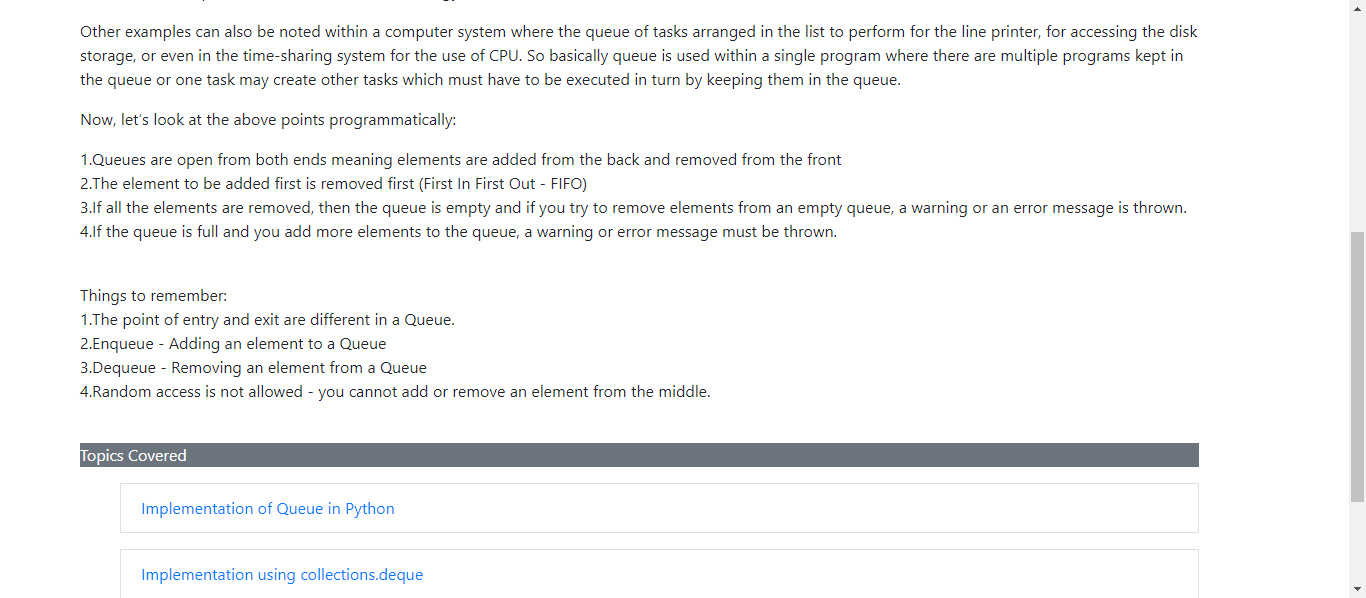 Other examples can also be noted within a computer system where the queue of tasks arranged in the list to perform for the line printer, for accessing the disk
storage, or even in the time-sharing system for the use of CPU. So basically queue is used within a single program where there are multiple programs kept in
the queue or one task may create other tasks which must have to be executed in turn by keeping them in the queue.
Now, let's look at the above points programmatically:
1.Queues are open from both ends meaning elements are added from the back and removed from the front
2.The element to be added first is removed first (First In First Out - FIFO)
3.If all the elements are removed, then the queue is empty and if you try to remove elements from an empty queue, a warning or an error message is thrown.
4.If the queue is full and you add more elements to the queue, a warning or error message must be thrown.
Things to remember:
1.The point of entry and exit are different in a Queue.
2.Enqueue - Adding an element to a Queue
3.Dequeue - Removing an element from a Queue
4.Random access is not allowed - you cannot add or remove an element from the middle.
Topics Covered
Implementation of Queue in Python
Implementation using collections.deque